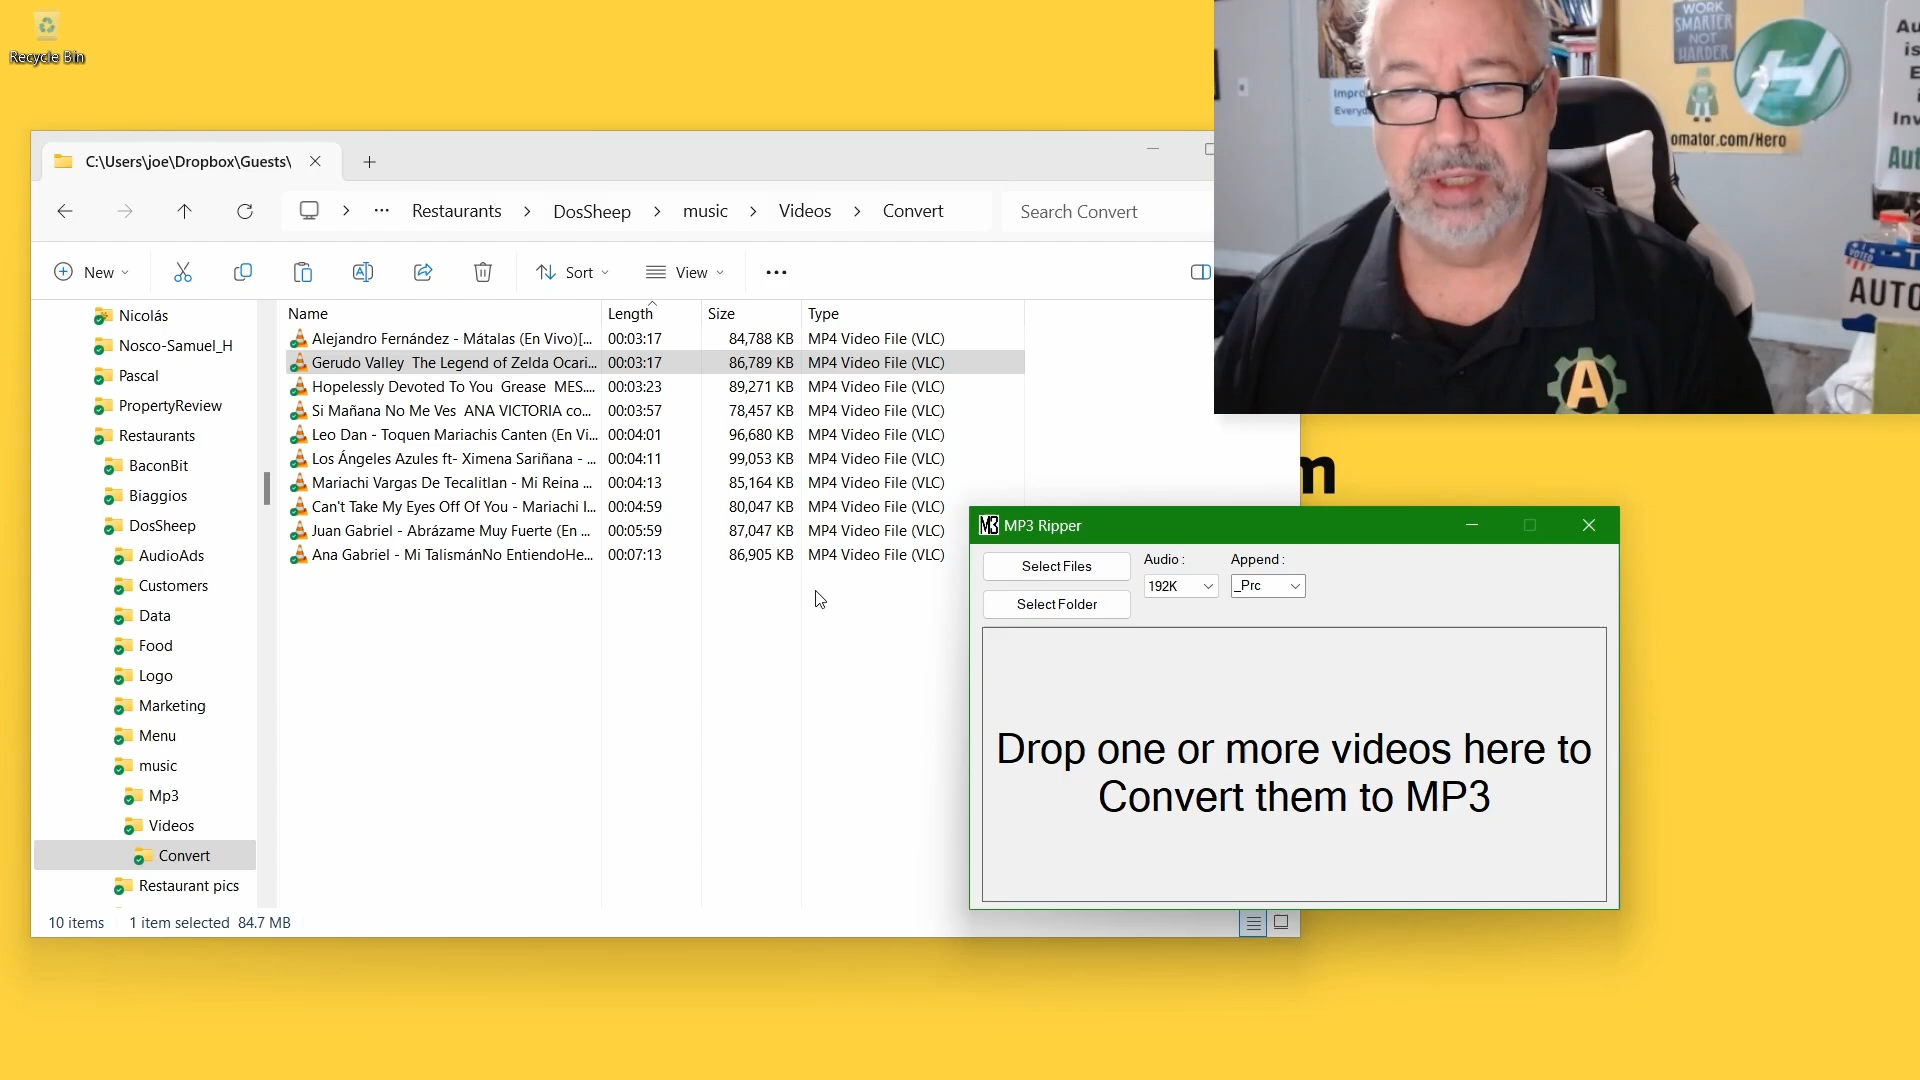 Recycle Bin
C:\Users\joe\Dropbox\Guests\
Restaurants > DosSheep > music > Videos > Convert
Search Convert
New
Sort
View
Nicolás
Nosco-Samuel_H
Pascal
PropertyReview
Restaurants
BaconBit
Biaggios
DosSheep
AudioAds
Customers
Data
Food
Logo
Marketing
Menu
music
Mp3
Videos
Convert
Restaurant pics
Name Length Size Type
Alejandro Fernández - Mátalas (En Vivo)[... 00:03:17 84,788 KB MP4 Video File (VLC)
Gerudo Valley The Legend of Zelda Ocari... 00:03:17 86,789 KB MP4 Video File (VLC)
Hopelessly Devoted To You Grease MES.... 00:03:23 89,271 KB MP4 Video File (VLC)
Si Mañana No Me Ves ANA VICTORIA co... 00:03:57 78,457 KB MP4 Video File (VLC)
Leo Dan - Toquen Mariachis Canten (En Vi... 00:04:01 96,680 KB MP4 Video File (VLC)
Los Ángeles Azules ft- Ximena Sariñana - ... 00:04:11 99,053 KB MP4 Video File (VLC)
Mariachi Vargas De Tecalitlan - Mi Reina ... 00:04:13 85,164 KB MP4 Video File (VLC)
Can't Take My Eyes Off Of You - Mariachi I... 00:04:59 80,047 KB MP4 Video File (VLC)
Juan Gabriel - Abrázame Muy Fuerte (En ... 00:05:59 87,047 KB MP4 Video File (VLC)
Ana Gabriel - Mi TalismánNo EntiendoHe... 00:07:13 86,905 KB MP4 Video File (VLC)
10 items 1 item selected 84.7 MB
WORK
SMARTER
NOT
HARDER
H
omator.com/Hero
Impro
Everyd
Au
is
E
i
Inv
Aut
VOTED
AUTO
A
m
M3 MP3 Ripper
Select Files
Select Folder
Audio :
192K
Append :
_Prc
Drop one or more videos here to
Convert them to MP3